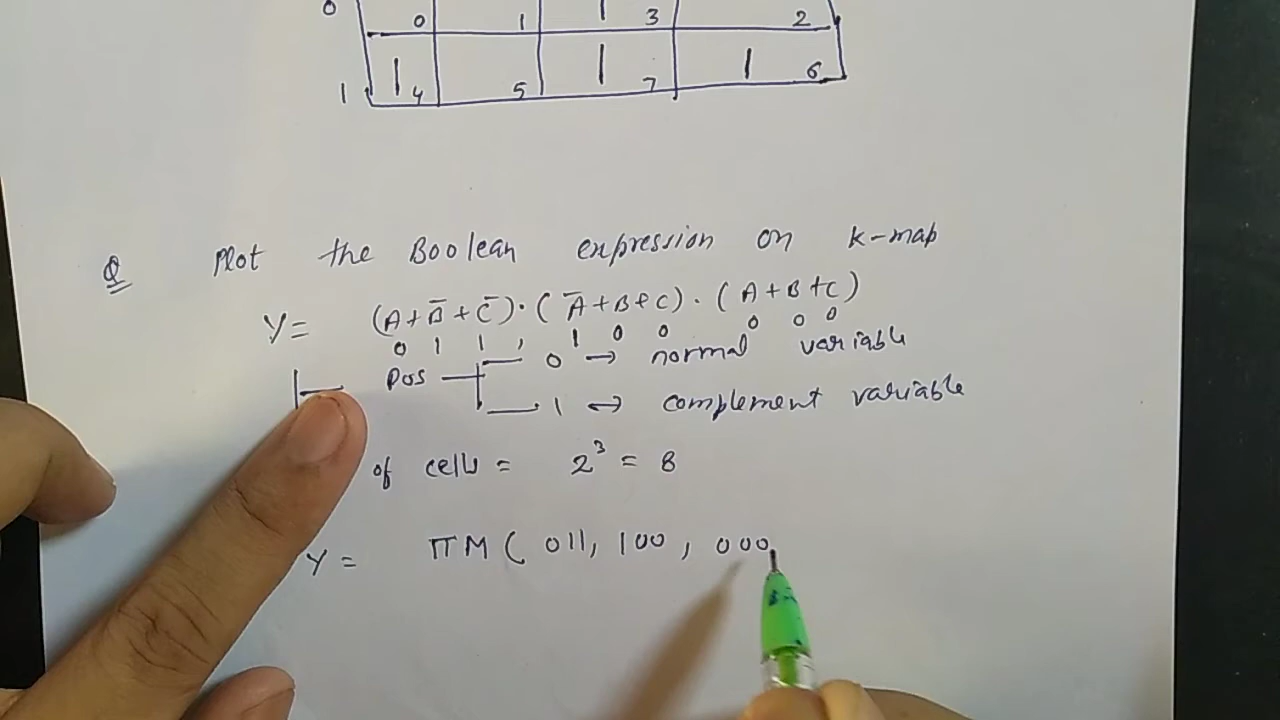 0 0 1 1 3 2
1 1 4 5 1 7 1 6
Q Plot the Boolean expression on k-map
Y= (A+B̅+C̅)·(A̅+B+C)·(A+B+C)
0 1 1 , 1 0 0 0 0 0
0 → normal variable
POS
1 ↔ complement variable
of cells = 2³ = 8
Y = πM ( 011, 100, 000